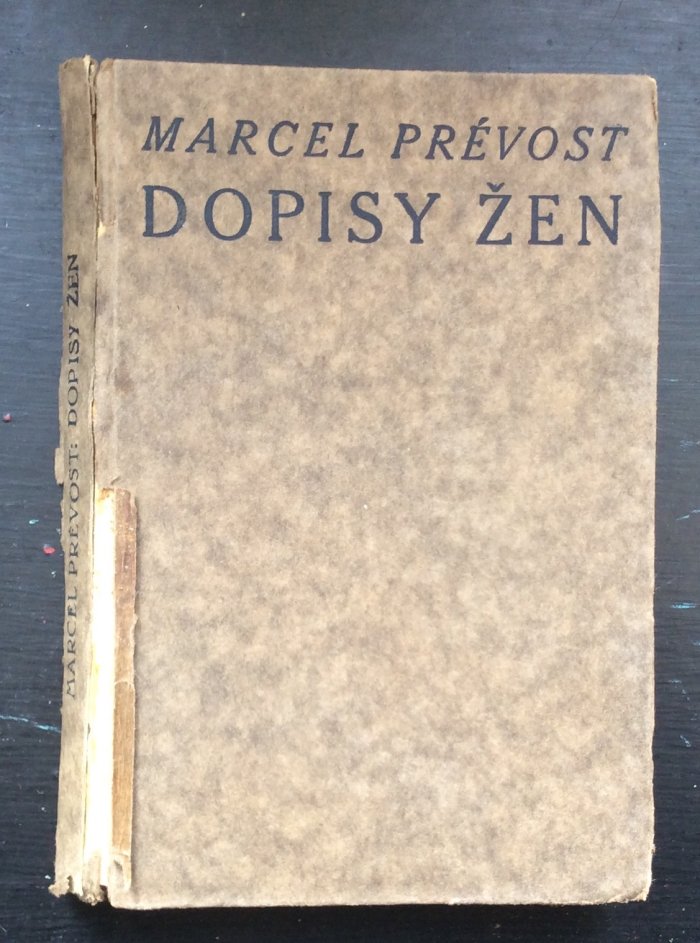 MARCEL PRÉVOST
DOPISY ŽEN
MARCEL PRÉVOST: DOPISY ŽEN